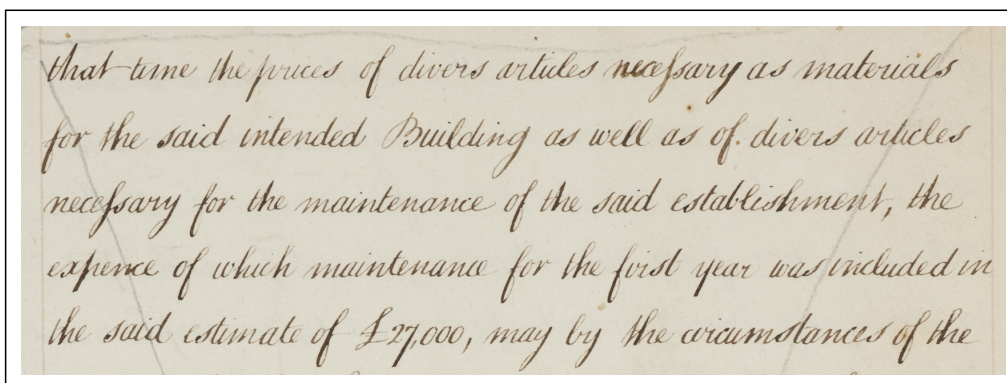 that time the prices of divers articles neceſsary as materials
for the said intended Building as well as of. divers articles
neceſsary for the maintenance of the said establishment, the
expence of which maintenance for the first year was included in
the said estimate of £27,000, may by the circumstances of the